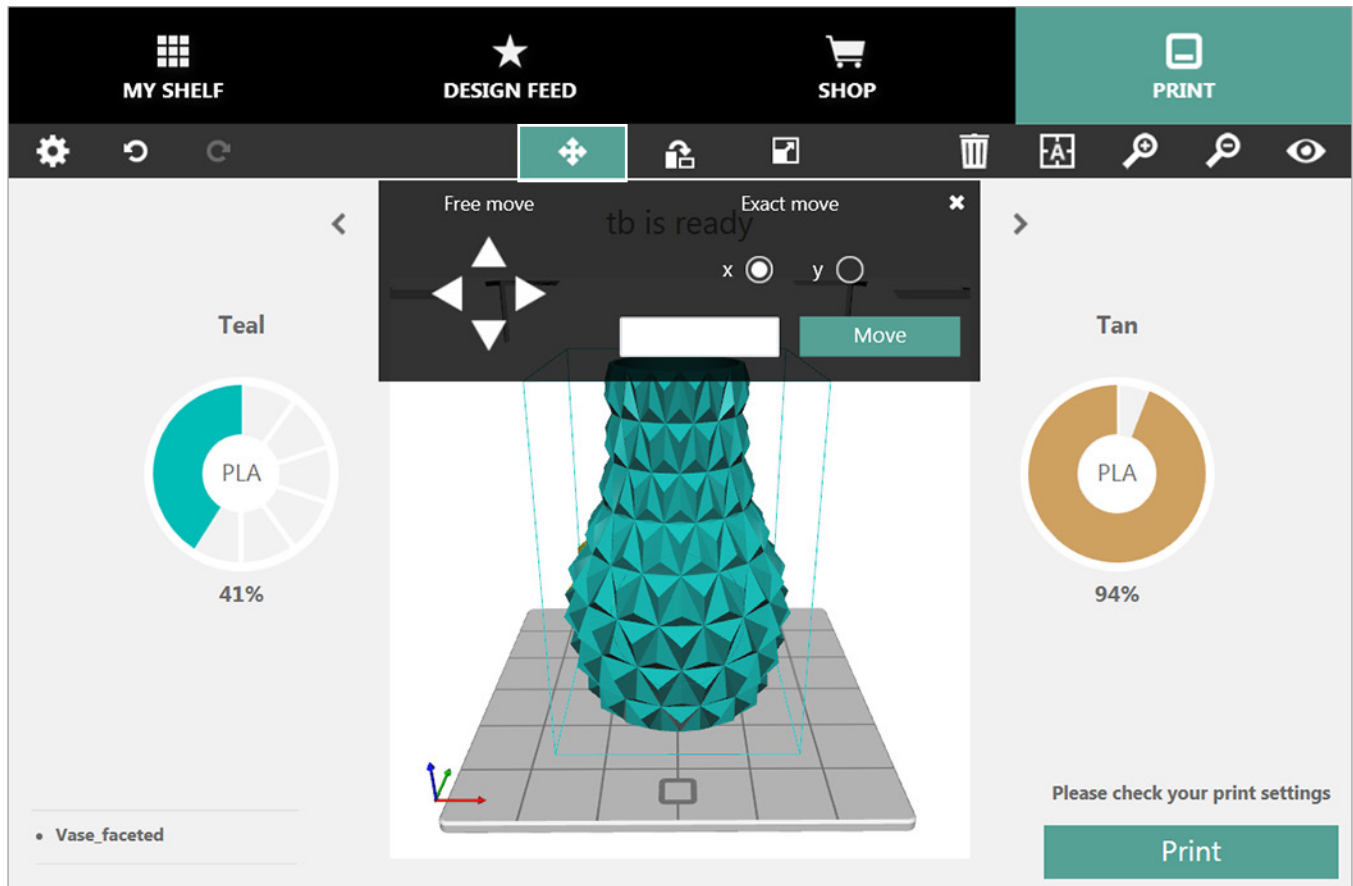 MY SHELF
DESIGN FEED
SHOP
PRINT
A
Free move
Exact move
tb is ready
x
y
Move
Teal
Tan
PLA
PLA
41%
94%
Please check your print settings
• Vase_faceted
Print